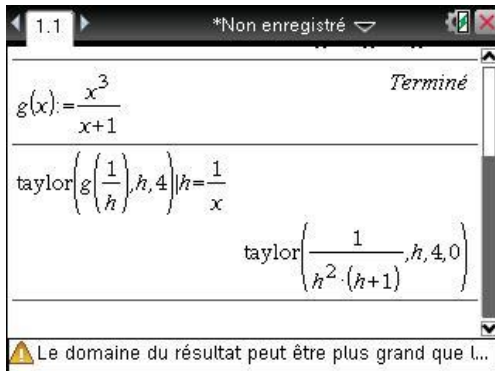 1.1 *Non enregistré
g(x):=x^3/(x+1) Terminé
taylor(g(1/h),h,4)|h=1/x
taylor(1/(h^2·(h+1)),h,4,0)
Le domaine du résultat peut être plus grand que l...